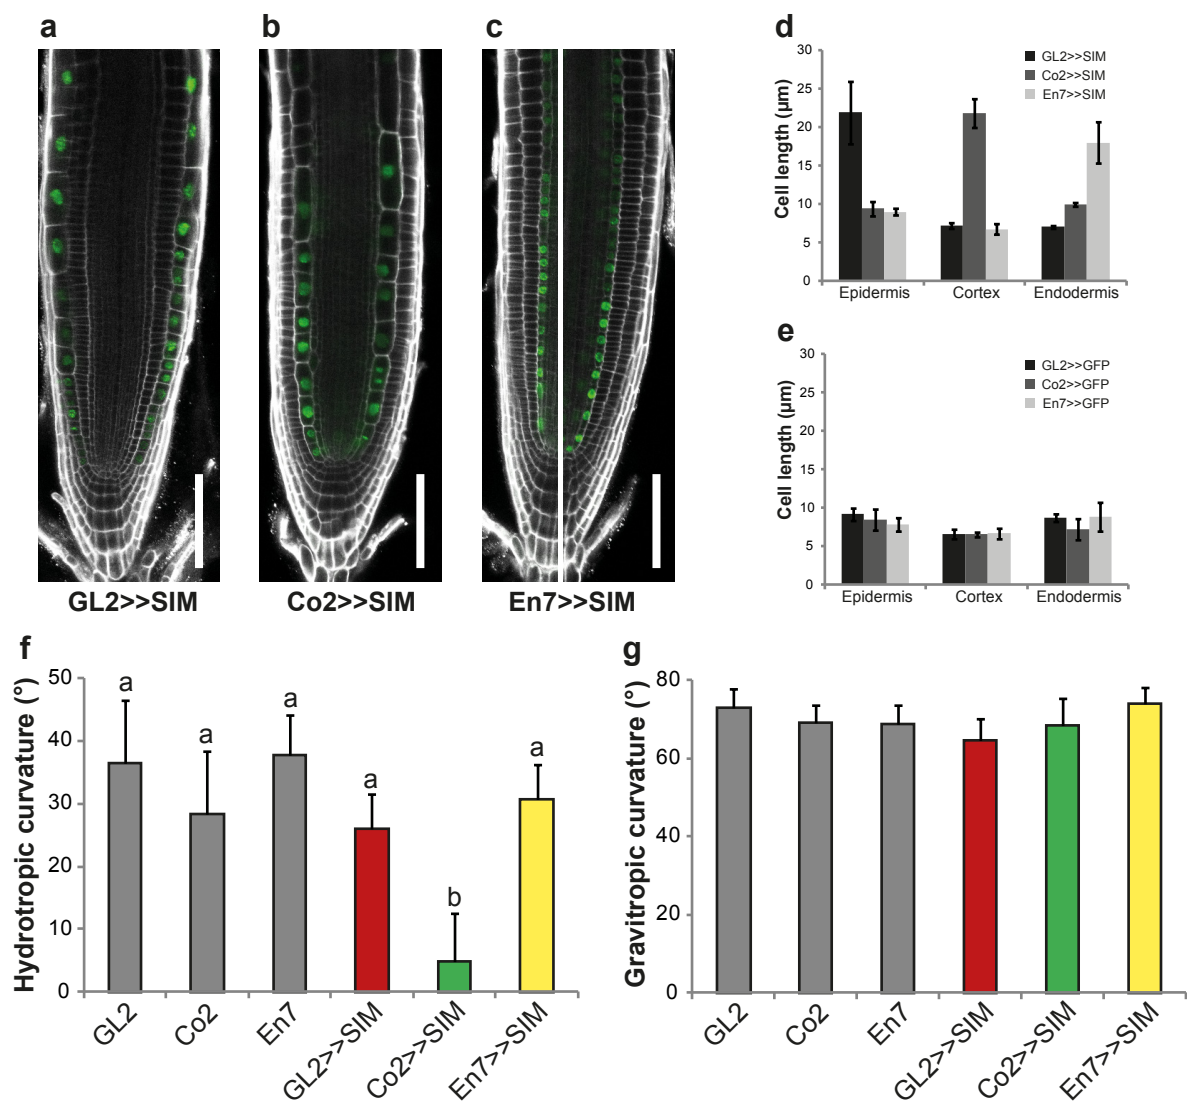 a
b
c
GL2>>SIM
Co2>>SIM
En7>>SIM
d
Cell length (μm)
30
25
20
15
10
5
0
GL2>>SIM
Co2>>SIM
En7>>SIM
Epidermis
Cortex
Endodermis
e
Cell length (μm)
30
25
20
15
10
5
0
GL2>>GFP
Co2>>GFP
En7>>GFP
Epidermis
Cortex
Endodermis
f
Hydrotropic curvature (°)
50
40
30
20
10
0
a
a
a
a
b
a
GL2
Co2
En7
GL2>>SIM
Co2>>SIM
En7>>SIM
g
Gravitropic curvature (°)
80
60
40
20
0
GL2
Co2
En7
GL2>>SIM
Co2>>SIM
En7>>SIM